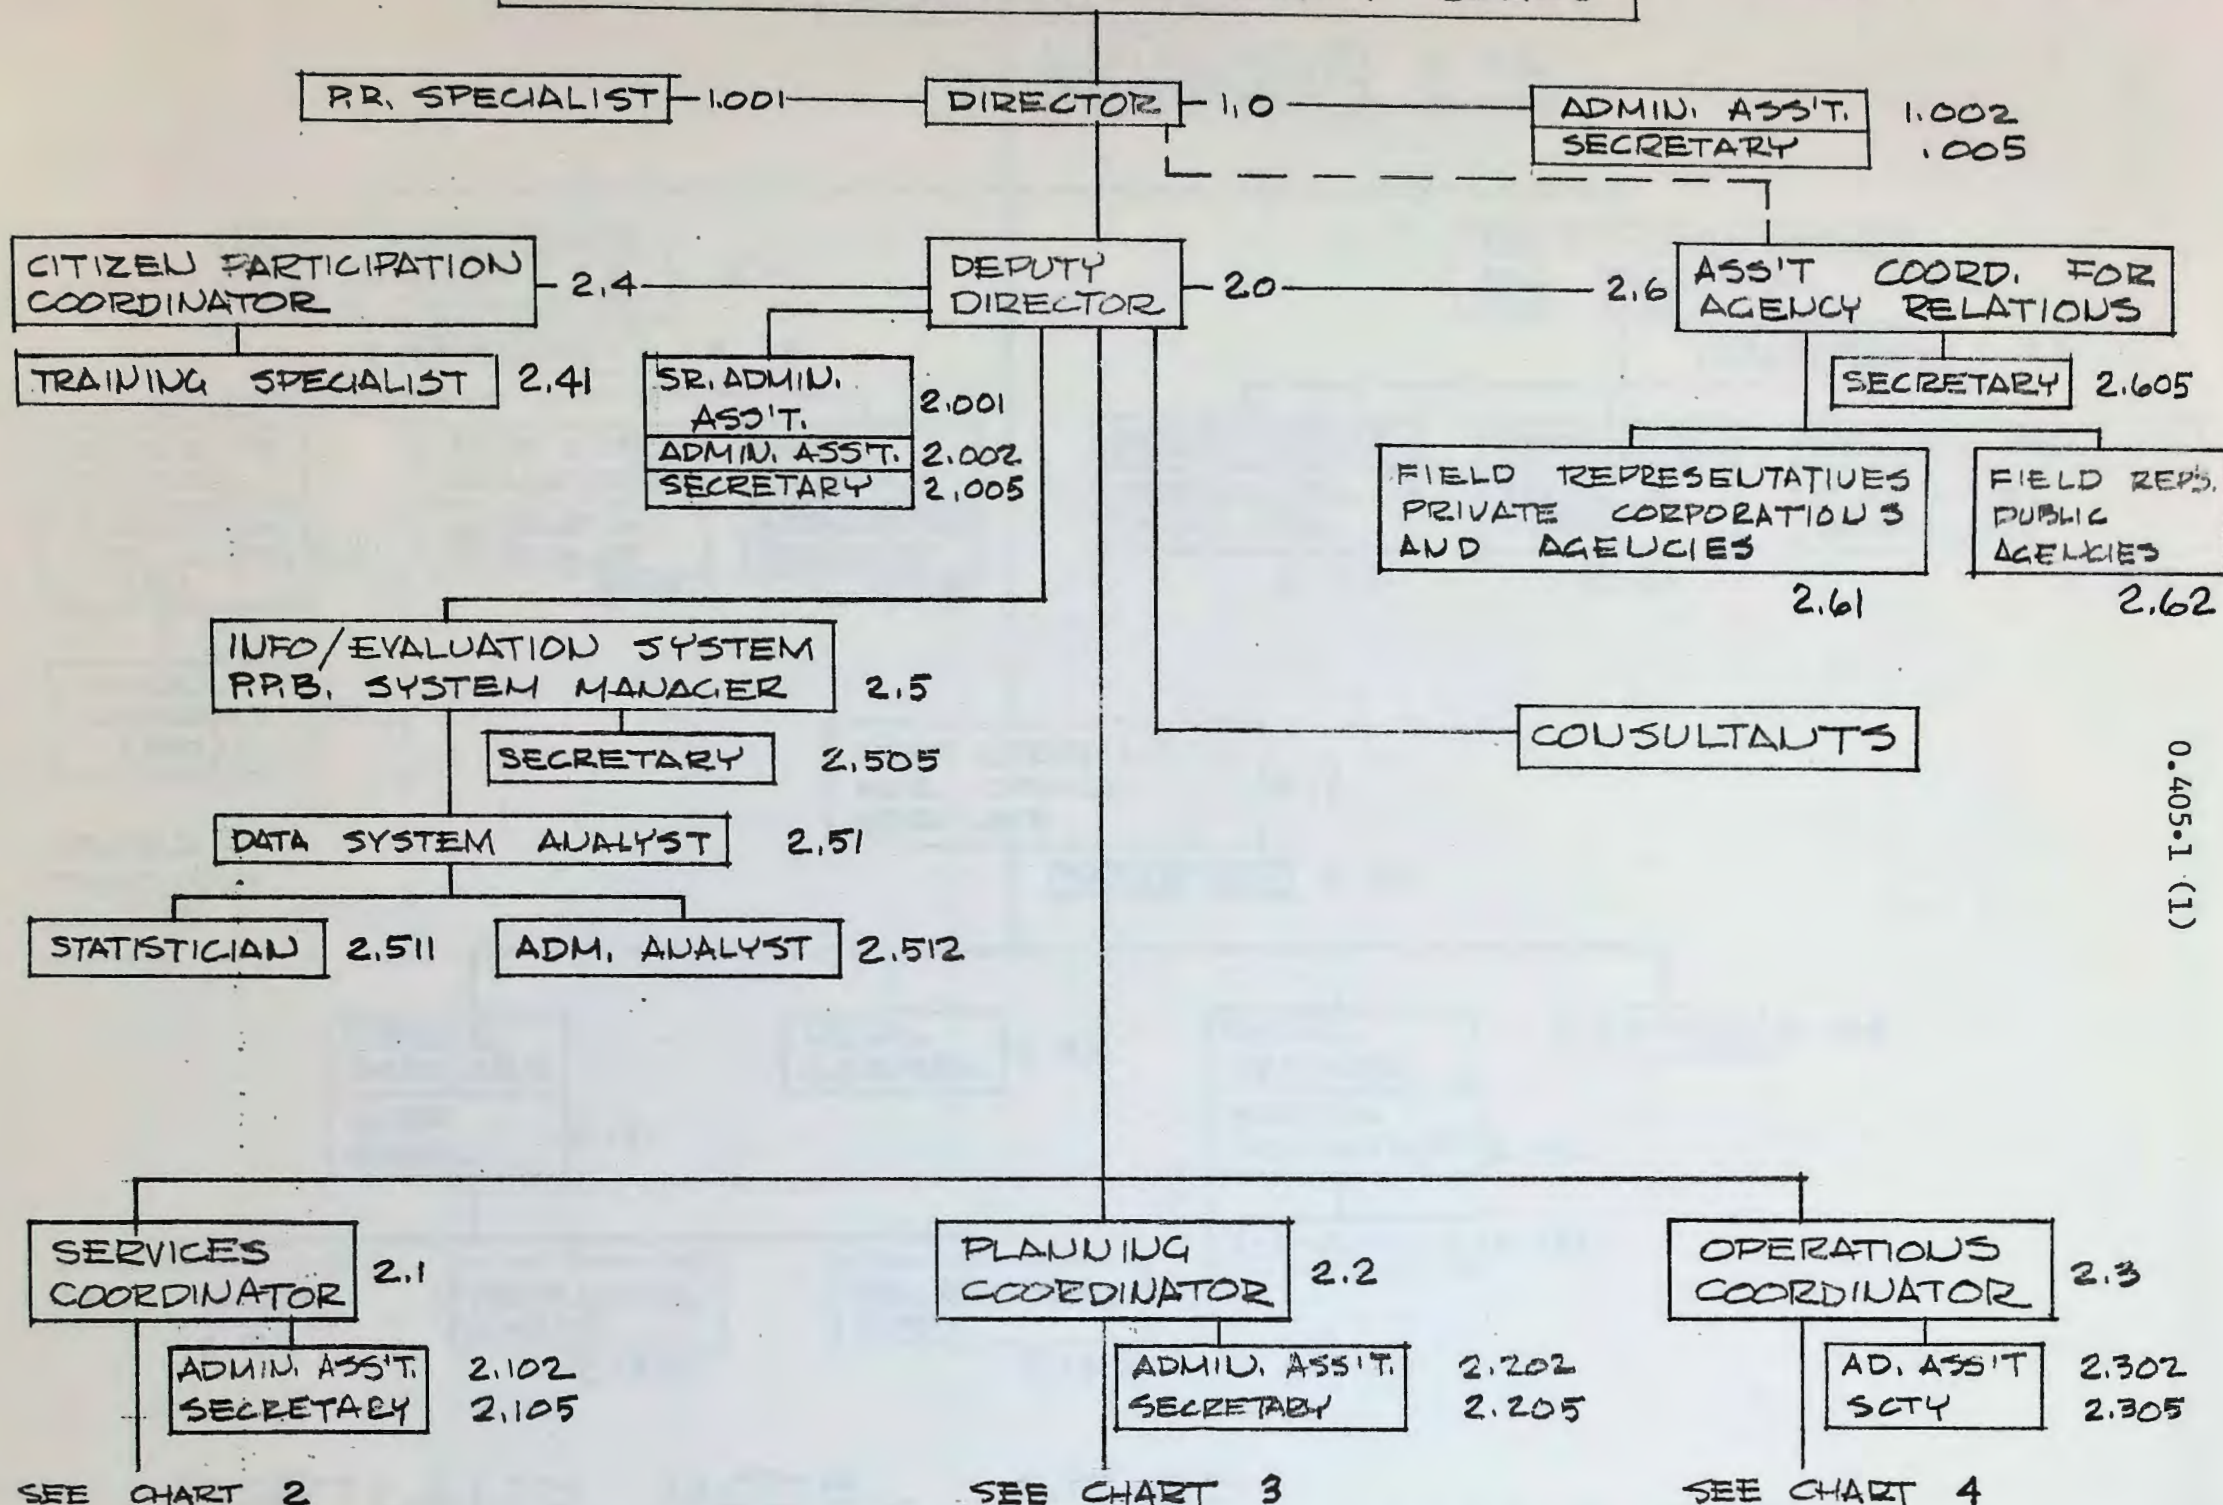 P.R. SPECIALIST 1.001 DIRECTOR 1.0 ADMIN. ASS'T. 1.002
SECRETARY .005
CITIZEN PARTICIPATION
COORDINATOR 2.4
DEPUTY
DIRECTOR 20
2.6 ASS'T COORD. FOR
AGENCY RELATIONS
TRAINING SPECIALIST 2.41
SR. ADMIN.
ASS'T. 2.001
ADMIN. ASS'T. 2.002
SECRETARY 2.005
SECRETARY 2.605
FIELD REPRESENTATIVES
PRIVATE CORPORATIONS
AND AGENCIES
2.61
FIELD REPS.
PUBLIC
AGENCIES
2.62
INFO/EVALUATION SYSTEM
P.P.B. SYSTEM MANAGER 2.5
SECRETARY 2.505
CONSULTANTS
0.405.1 (1)
DATA SYSTEM ANALYST 2.51
STATISTICIAN 2.511 ADM. ANALYST 2.512
SERVICES
COORDINATOR 2.1
PLANNING
COORDINATOR 2.2
OPERATIONS
COORDINATOR 2.3
ADMIN. ASS'T. 2.102
SECRETARY 2.105
ADMIN. ASS'T. 2.202
SECRETARY 2.205
AD. ASS'T 2.302
SCTY 2.305
SEE CHART 2 SEE CHART 3 SEE CHART 4